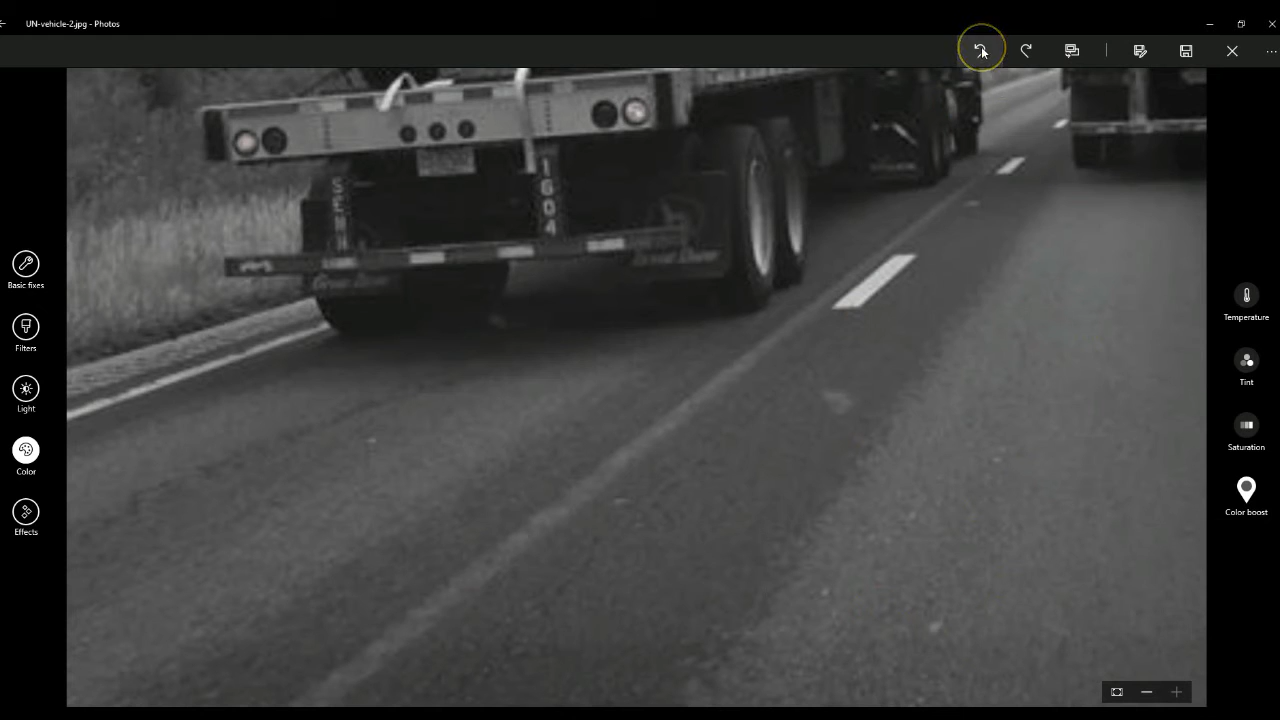 UN-vehicle-2.jpg - Photos
Basic fixes
Filters
Light
Color
Effects
Temperature
Tint
Saturation
Color boost
1604